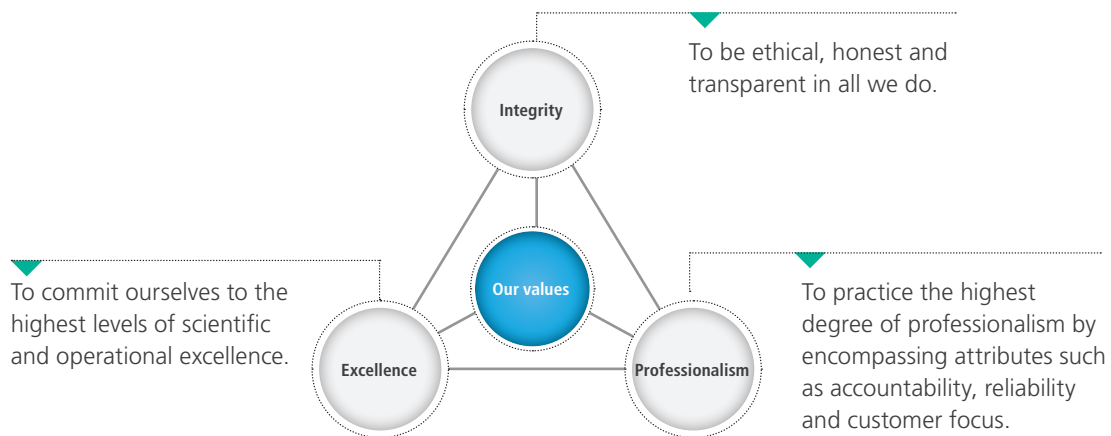 To be ethical, honest and
transparent in all we do.
Integrity
Our values
To commit ourselves to the
highest levels of scientific
and operational excellence.
Excellence
Professionalism
To practice the highest
degree of professionalism by
encompassing attributes such
as accountability, reliability
and customer focus.